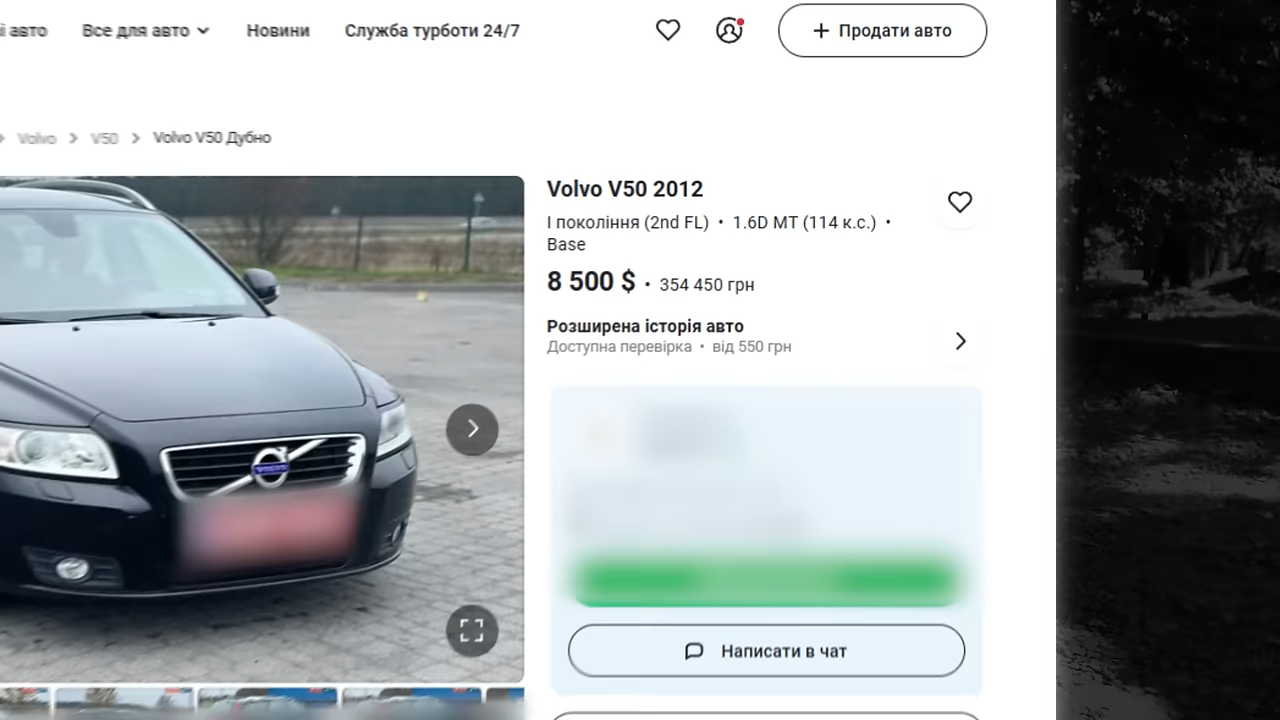 і авто
Все для авто
Новини
Служба турботи 24/7
Продати авто
Volvo
V50
Volvo V50 Дубно
Volvo V50 2012
I покоління (2nd FL) • 1.6D MT (114 к.с.) •
Base
8 500 $ • 354 450 грн
Розширена історія авто
Доступна перевірка • від 550 грн
VOLVO
Написати в чат